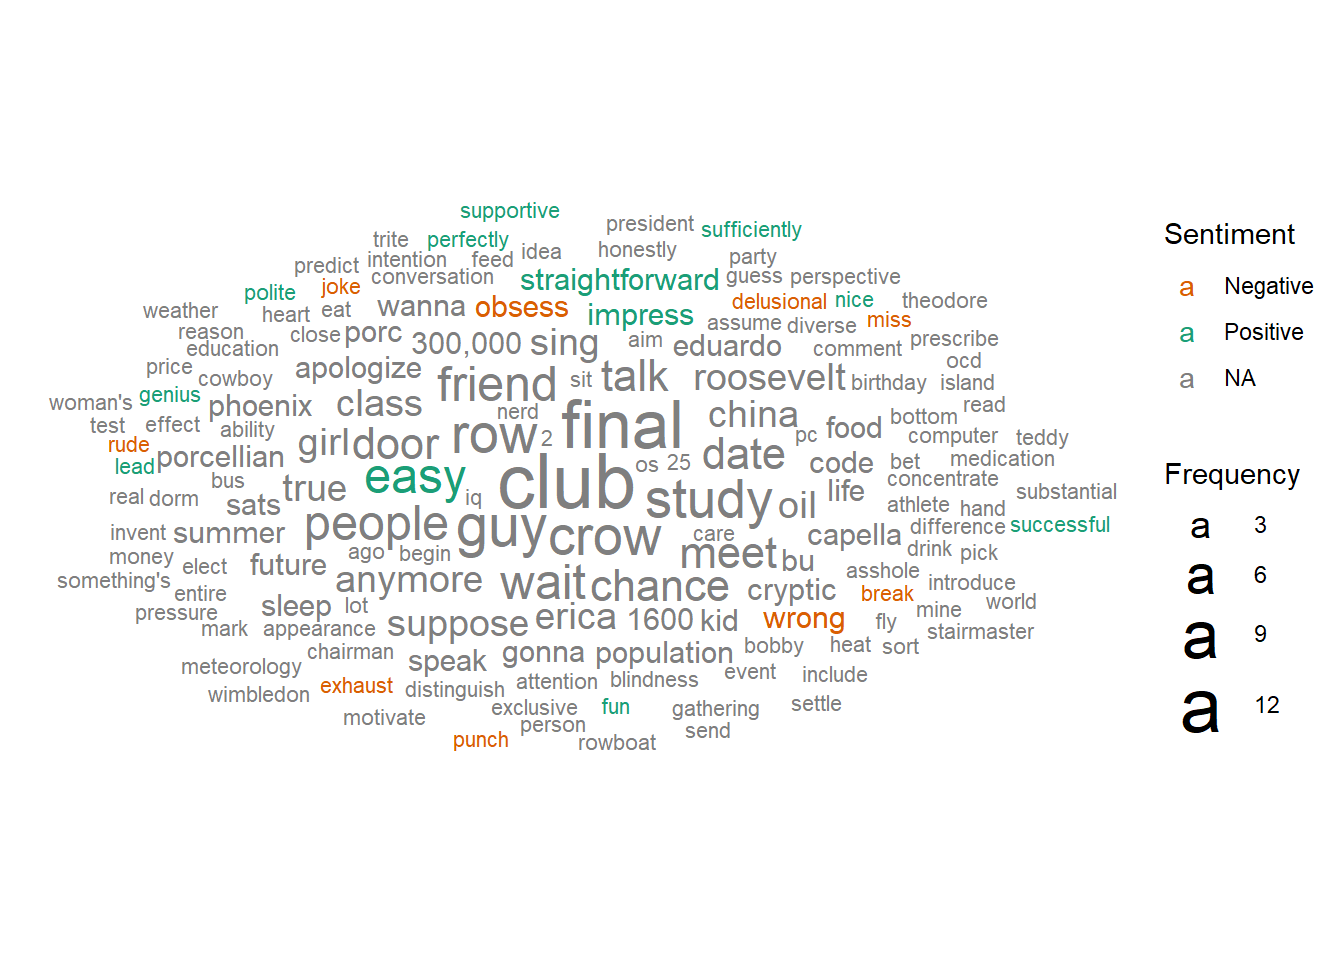 supportive
president
sufficiently
trite
perfectly
idea
honestly
party
predict
intention
feed
conversation
straightforward
guess
perspective
polite
joke
wanna
obsess
impress
delusional
nice
theodore
weather
heart
eat
assume
diverse
miss
reason
close
porc
300,000
sing
aim
eduardo
comment
prescribe
education
price
cowboy
apologize
friend
sit
talk
roosevelt
birthday
island
ocd
woman's
genius
phoenix
class
nerd
final
china
bottom
read
test
effect
ability
girl
door
row
2
date
pc
food
computer
teddy
rude
lead
porcellian
easy
club
os
25
code
bet
medication
bus
real
dorm
sats
true
iq
study
oil
life
concentrate
substantial
athlete
hand
invent
summer
people
guy
crow
care
capella
difference
successful
money
elect
future
ago
begin
meet
bu
drink
pick
something's
entire
anymore
wait
chance
cryptic
asshole
break
introduce
world
pressure
sleep
lot
mark
appearance
suppose
erica
1600
kid
wrong
fly
mine
stairmaster
chairman
speak
gonna
population
bobby
heat
sort
meteorology
wimbledon
exhaust
distinguish
attention
blindness
event
include
motivate
exclusive
fun
gathering
settle
person
send
punch
rowboat
Sentiment
a Negative
a Positive
a NA
Frequency
a 3
a 6
a 9
a 12